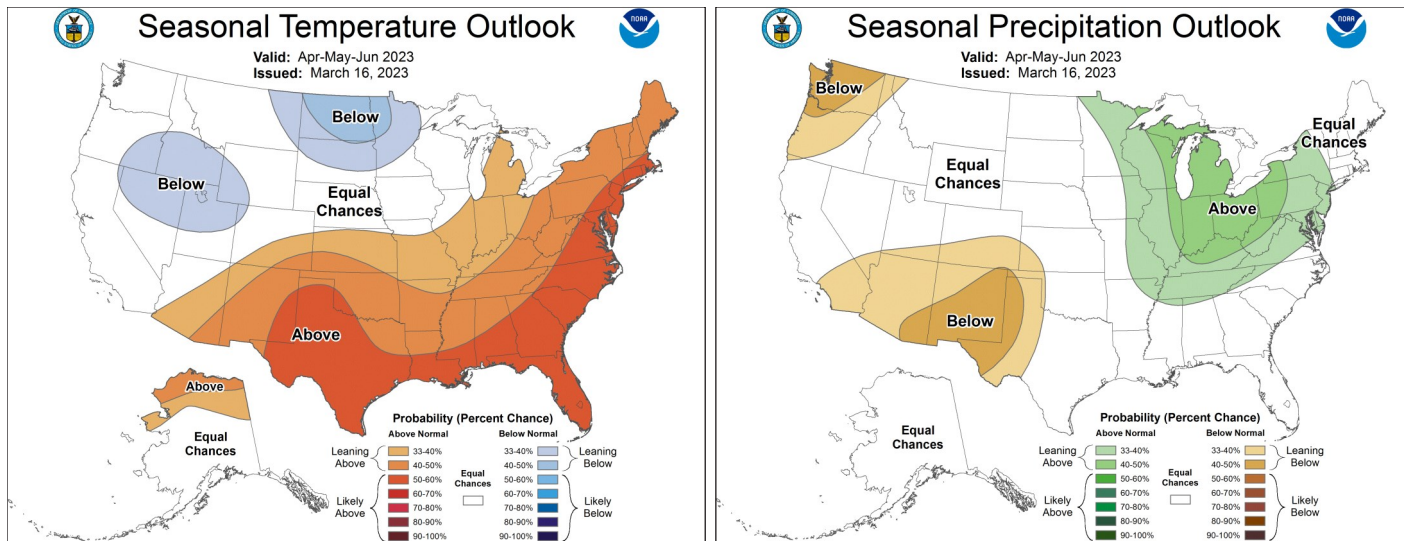 Seasonal Temperature Outlook
NOAA
Valid: Apr-May-Jun 2023
Issued: March 16, 2023
Below
Below
Equal
Chances
Above
Above
Equal
Chances
Probability (Percent Chance)
Above Normal
Below Normal
Leaning
Above
33-40%
40-50%
50-60%
60-70%
70-80%
80-90%
90-100%
Likely
Above
Equal
Chances
33-40%
40-50%
50-60%
60-70%
70-80%
80-90%
90-100%
Leaning
Below
Likely
Below
Seasonal Precipitation Outlook
NOAA
Valid: Apr-May-Jun 2023
Issued: March 16, 2023
Below
Equal
Chances
Equal
Chances
Above
Below
Equal
Chances
Probability (Percent Chance)
Above Normal
Below Normal
Leaning
Above
33-40%
40-50%
50-60%
60-70%
70-80%
80-90%
90-100%
Likely
Above
Equal
Chances
33-40%
40-50%
50-60%
60-70%
70-80%
80-90%
90-100%
Leaning
Below
Likely
Below